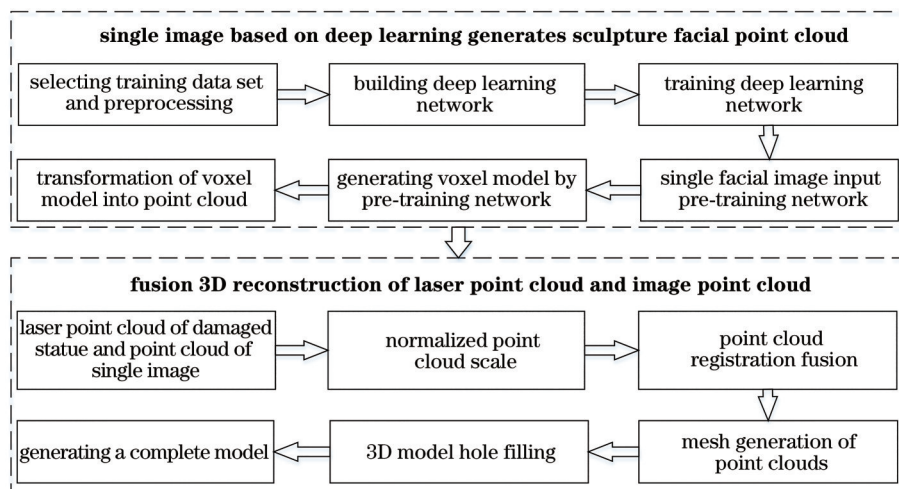 single image based on deep learning generates sculpture facial point cloud
selecting training data set
and preprocessing
building deep learning
network
training deep learning
network
transformation of voxel
model into point cloud
generating voxel model by
pre-training network
single facial image input
pre-training network
fusion 3D reconstruction of laser point cloud and image point cloud
laser point cloud of damaged
statue and point cloud of
single image
normalized point
cloud scale
point cloud
registration fusion
generating a complete model
3D model hole filling
mesh generation of
point clouds